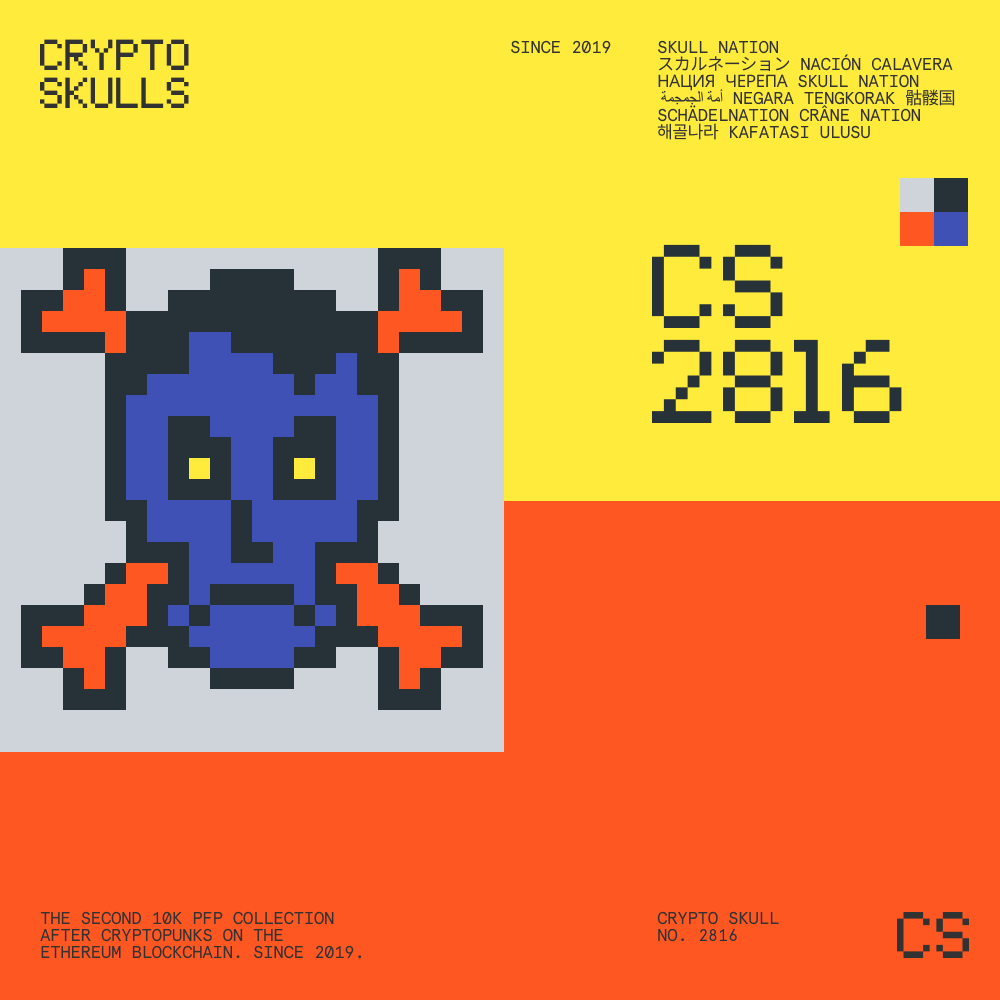 CRYPTO
SKULLS
SINCE 2019
SKULL NATION
スカルネーション NACIÓN CALAVERA
НАЦИЯ ЧЕРЕПА SKULL NATION
أمة الجمجمة NEGARA TENGKORAK 骷髅国
SCHÄDELNATION CRÂNE NATION
해골나라 KAFATASI ULUSU
CS
2816
THE SECOND 10K PFP COLLECTION
AFTER CRYPTOPUNKS ON THE
ETHEREUM BLOCKCHAIN. SINCE 2019.
CRYPTO SKULL
NO. 2816
CS